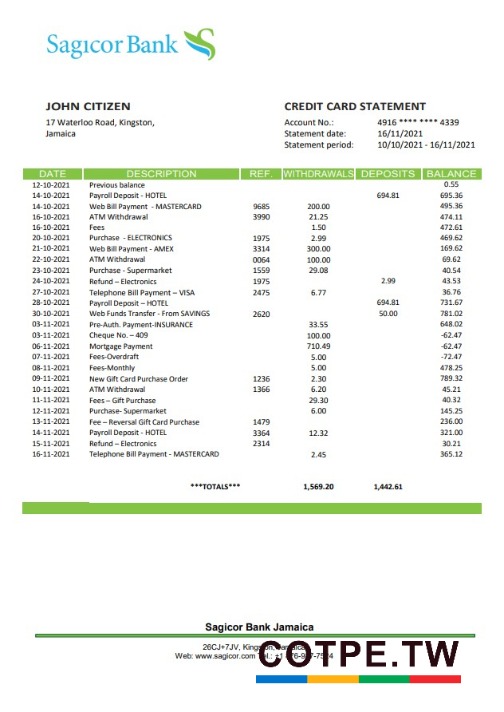 Sagicor Bank
JOHN CITIZEN
17 Waterloo Road, Kingston,
Jamaica
CREDIT CARD STATEMENT
Account No.: 4916 **** **** 4339
Statement date: 16/11/2021
Statement period: 10/10/2021 - 16/11/2021
DATE DESCRIPTION REF. WITHDRAWALS DEPOSITS BALANCE
12-10-2021 Previous balance 0.55
14-10-2021 Payroll Deposit - HOTEL 694.81 695.36
14-10-2021 Web Bill Payment - MASTERCARD 9685 200.00 495.36
16-10-2021 ATM Withdrawal 3990 21.25 474.11
16-10-2021 Fees 1.50 472.61
20-10-2021 Purchase - ELECTRONICS 1975 2.99 469.62
21-10-2021 Web Bill Payment - AMEX 3314 300.00 169.62
22-10-2021 ATM Withdrawal 0064 100.00 69.62
23-10-2021 Purchase - Supermarket 1559 29.08 40.54
24-10-2021 Refund – Electronics 1975 2.99 43.53
27-10-2021 Telephone Bill Payment – VISA 2475 6.77 36.76
28-10-2021 Payroll Deposit – HOTEL 694.81 731.67
30-10-2021 Web Funds Transfer - From SAVINGS 2620 50.00 781.02
03-11-2021 Pre-Auth. Payment-INSURANCE 33.55 648.02
03-11-2021 Cheque No. – 409 100.00 -62.47
06-11-2021 Mortgage Payment 710.49 -62.47
07-11-2021 Fees-Overdraft 5.00 -72.47
08-11-2021 Fees-Monthly 5.00 478.25
09-11-2021 New Gift Card Purchase Order 1236 2.30 789.32
10-11-2021 ATM Withdrawal 1366 6.20 45.21
11-11-2021 Fees – Gift Purchase 29.30 40.32
12-11-2021 Purchase- Supermarket 6.00 145.25
13-11-2021 Fee – Reversal Gift Card Purchase 1479 236.00
14-11-2021 Payroll Deposit - HOTEL 3364 12.32 321.00
15-11-2021 Refund – Electronics 2314 30.21
16-11-2021 Telephone Bill Payment - MASTERCARD 2.45 365.12
***TOTALS*** 1,569.20 1,442.61
Sagicor Bank Jamaica
26CJ+7JV,
Web: www.sagicor.com
COTPE.TW